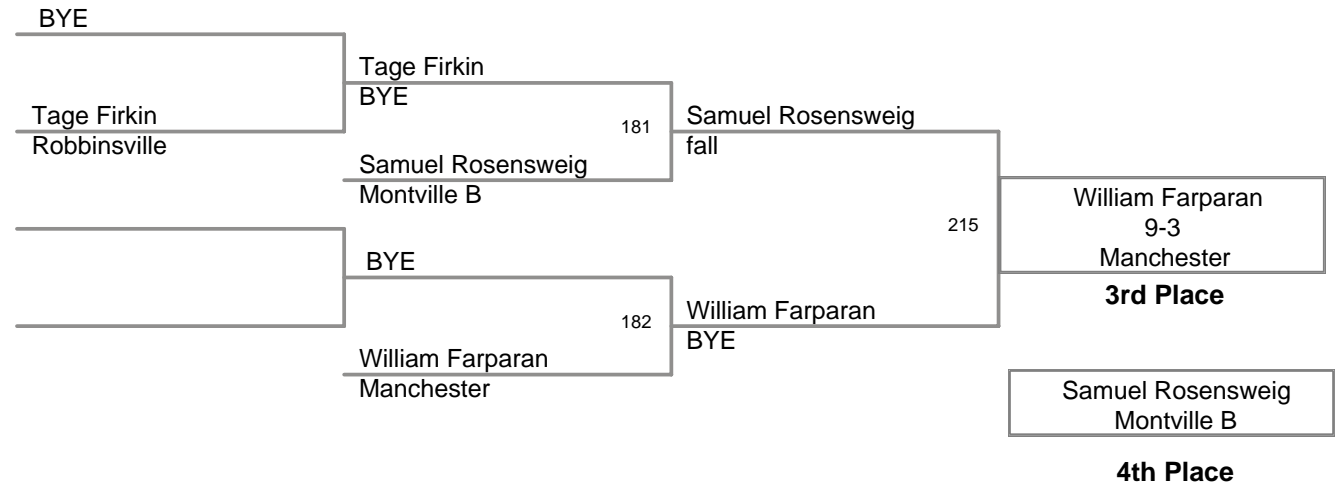 BYE
Tage Firkin
Robbinsville
Tage Firkin
BYE
181
Samuel Rosensweig
Montville B
Samuel Rosensweig
fall
BYE
182
William Farparan
Manchester
William Farparan
BYE
215
William Farparan
9-3
Manchester
3rd Place
Samuel Rosensweig
Montville B
4th Place